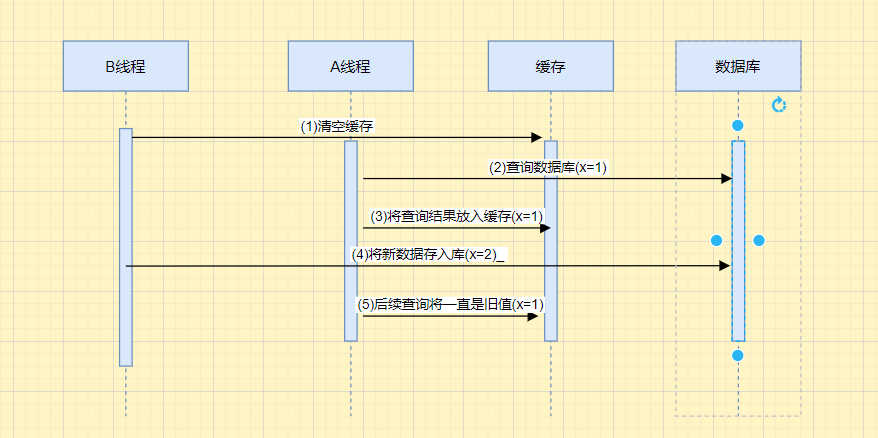 B线程
A线程
缓存
数据库
(1)清空缓存
(2)查询数据库(x=1)
(3)将查询结果放入缓存(x=1)
(4)将新数据存入库(x=2)_
(5)后续查询将一直是旧值(x=1)